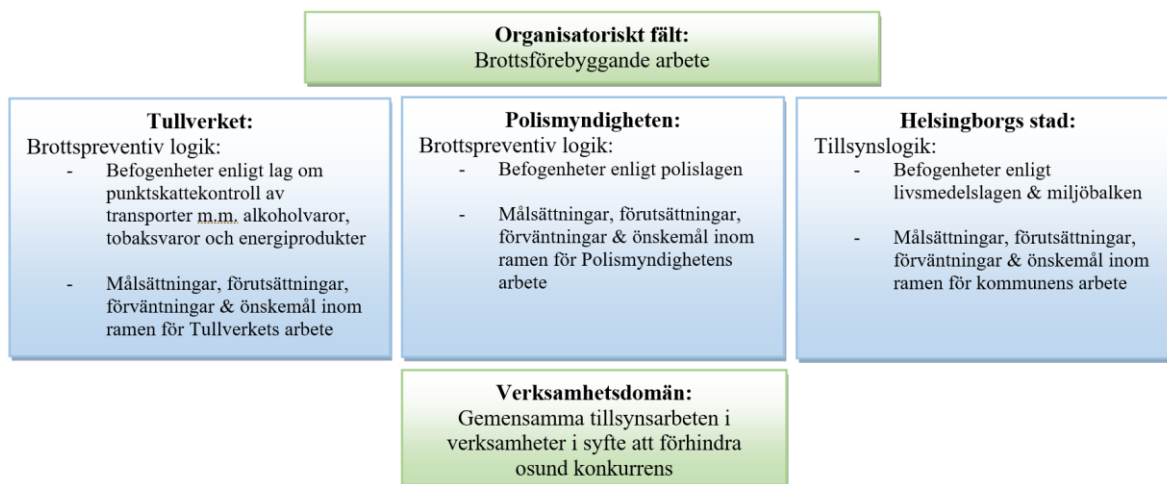 Organisatoriskt fält:
Brottsförebyggande arbete
Tullverket:
Brottspreventiv logik:
- Befogenheter enligt lag om
punktskattekontroll av
transporter m.m. alkoholvaror,
tobaksvaror och energiprodukter
- Målsättningar, förutsättningar,
förväntningar & önskemål inom
ramen för Tullverkets arbete
Polismyndigheten:
Brottspreventiv logik:
- Befogenheter enligt polislagen
- Målsättningar, förutsättningar,
förväntningar & önskemål inom
ramen för Polismyndighetens
arbete
Helsingborgs stad:
Tillsynslogik:
- Befogenheter enligt
livsmedelslagen & miljöbalken
- Målsättningar, förutsättningar,
förväntningar & önskemål inom
ramen för kommunens arbete
Verksamhetsdomän:
Gemensamma tillsynsarbeten i
verksamheter i syfte att förhindra
osund konkurrens